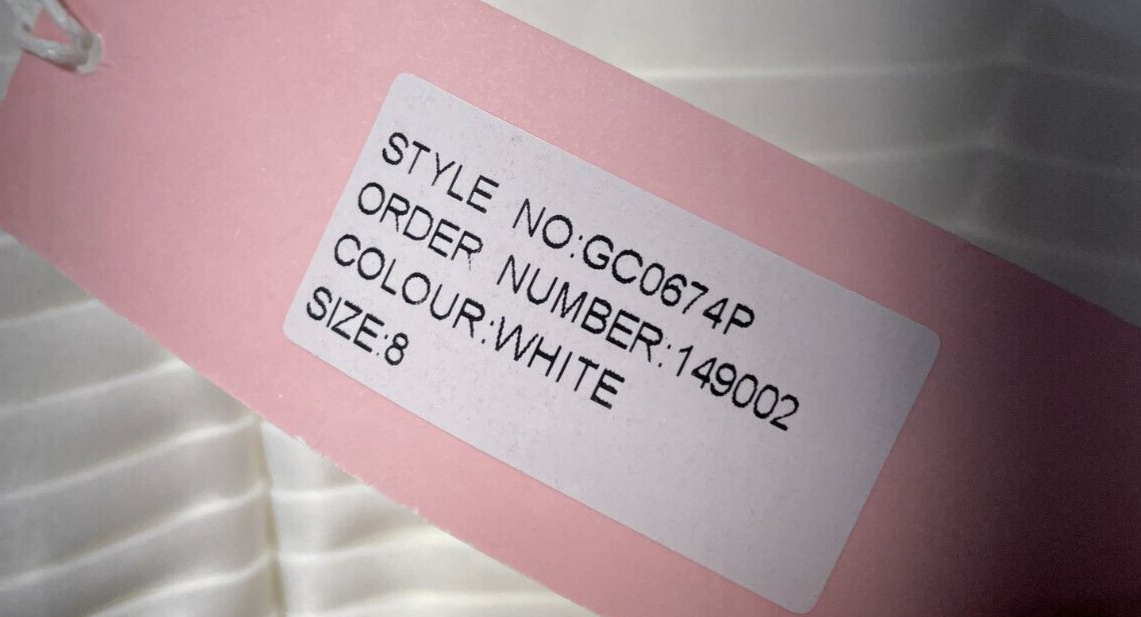 STYLE NO:GC0674P
ORDER NUMBER:149002
COLOUR:WHITE
SIZE:8